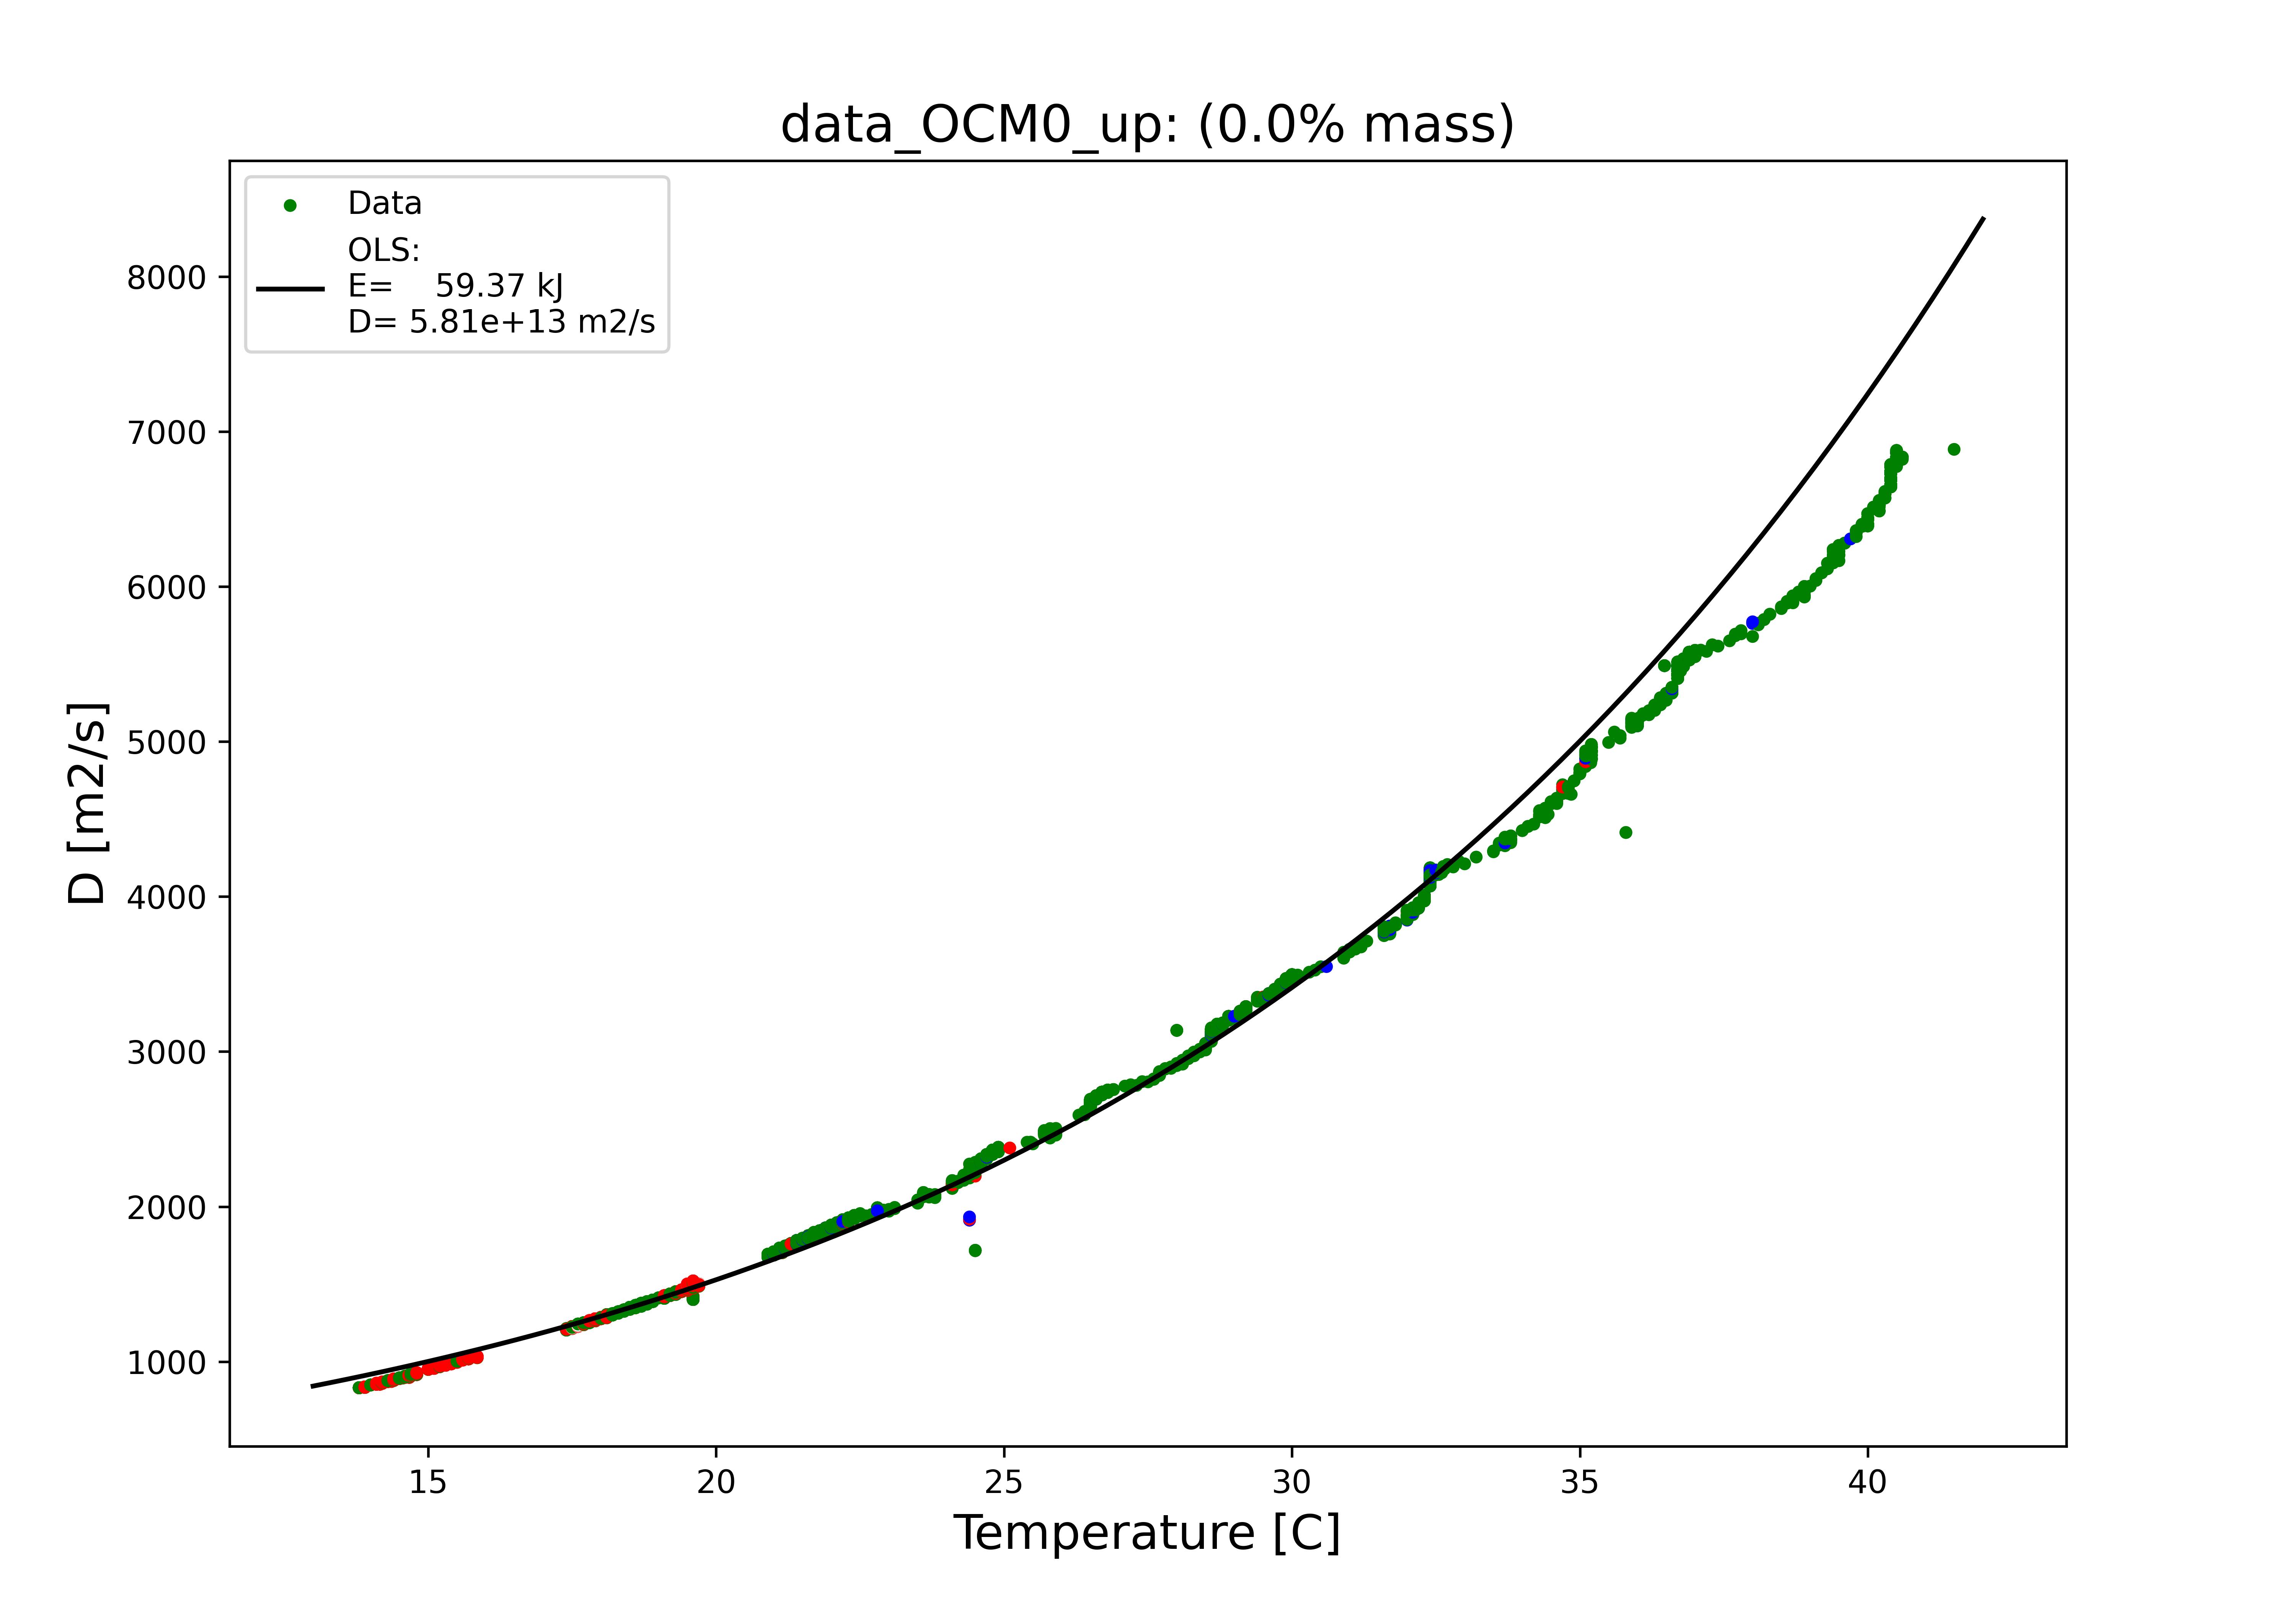 data_OCM0_up: (0.0% mass)
Data
OLS:
E= 59.37 kJ
D= 5.81e+13 m2/s
8000
7000
6000
5000
4000
3000
2000
1000
D [m2/s]
15 20 25 30 35 40
Temperature [C]